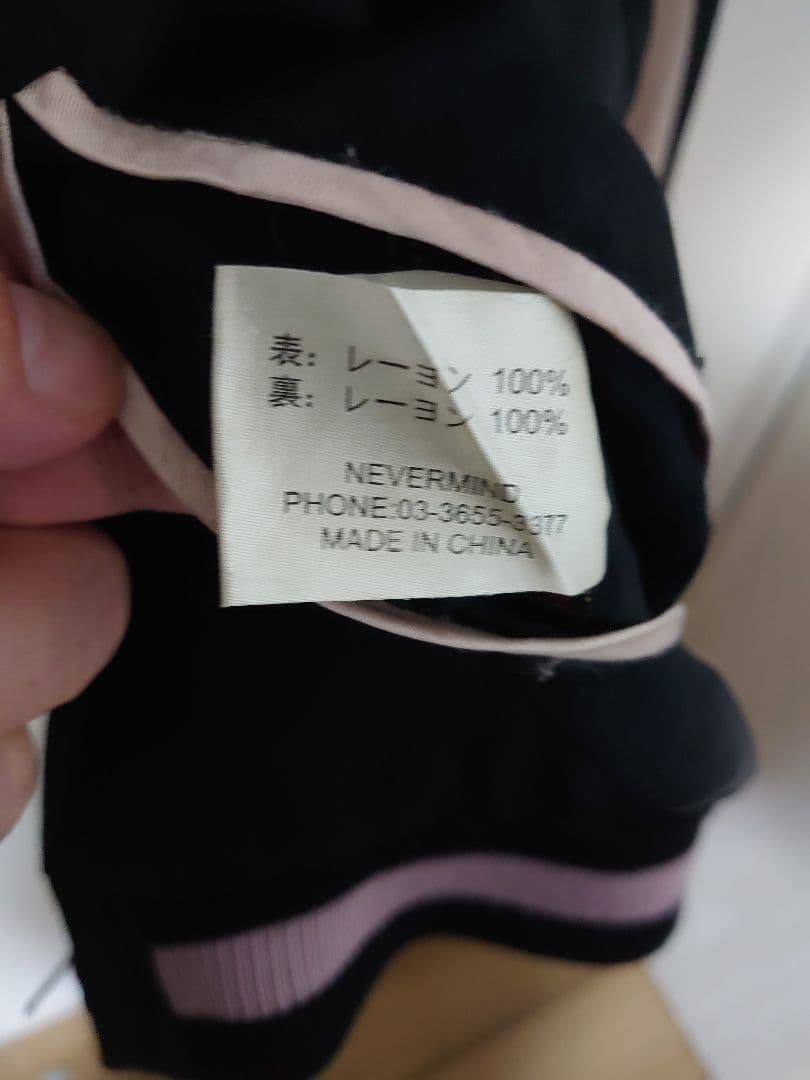 表: レーヨン 100%
裏: レーヨン 100%
NEVERMIND
PHONE:03-3655-3377
MADE IN CHINA